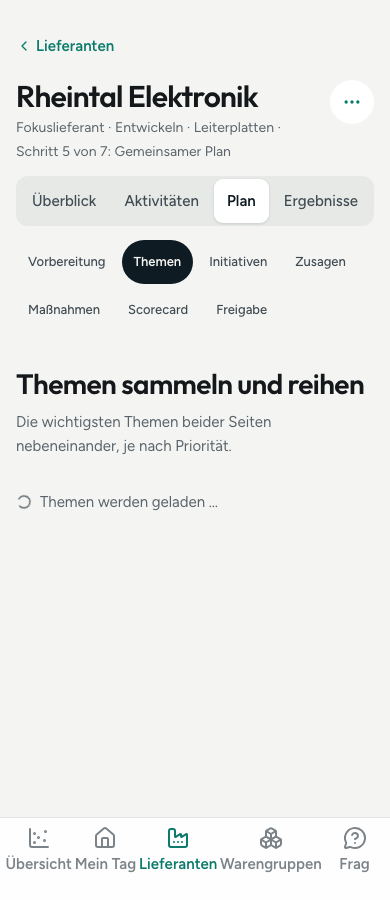 Lieferanten
Rheintal Elektronik
Fokuslieferant · Entwickeln · Leiterplatten ·
Schritt 5 von 7: Gemeinsamer Plan
Überblick Aktivitäten Plan Ergebnisse
Vorbereitung Themen Initiativen Zusagen
Maßnahmen Scorecard Freigabe
Themen sammeln und reihen
Die wichtigsten Themen beider Seiten
nebeneinander, je nach Priorität.
Themen werden geladen ...
Übersicht Mein Tag Lieferanten Warengruppen Frag